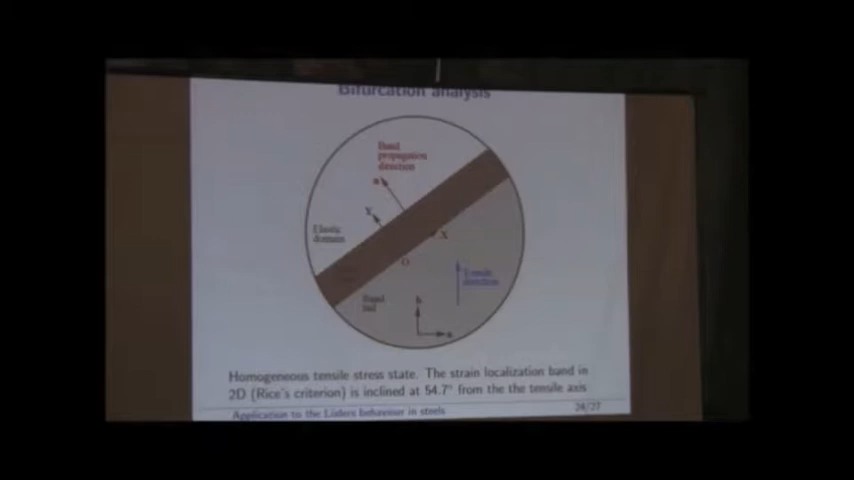 Bifurcation analysis
Band
propagation
direction
n
Y
Elastic
domain
X
O
Tensile
direction
Band
tail
b
a
Homogeneous tensile stress state. The strain localization band in
2D (Rice's criterion) is inclined at 54.7° from the the tensile axis
Application to the Lüders behaviour in steels
26/27